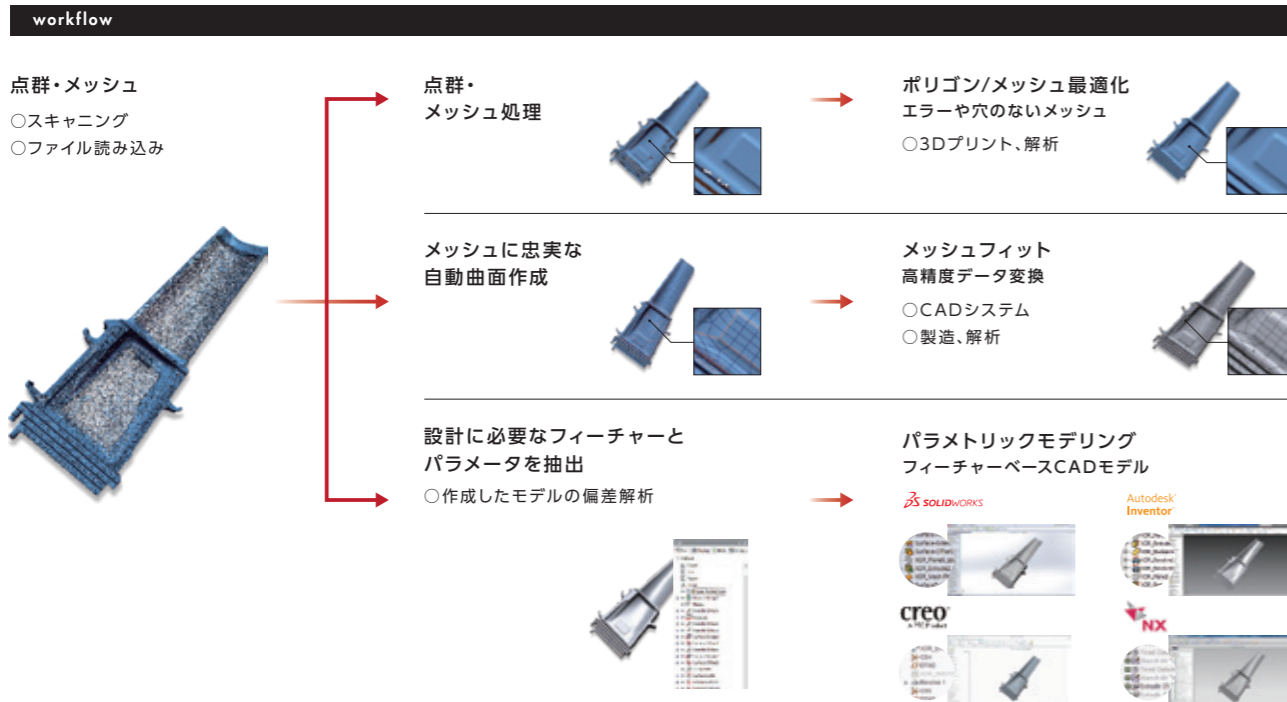 workflow
点群・メッシュ
○スキャニング
○ファイル読み込み
点群・
メッシュ処理
ポリゴン/メッシュ最適化
エラーや穴のないメッシュ
○3Dプリント、解析
メッシュに忠実な
自動曲面作成
メッシュフィット
高精度データ変換
○CADシステム
○製造、解析
設計に必要なフィーチャーと
パラメータを抽出
○作成したモデルの偏差解析
パラメトリックモデリング
フィーチャーベースCADモデル
SOLIDWORKS
Autodesk
Inventor
creo
NX